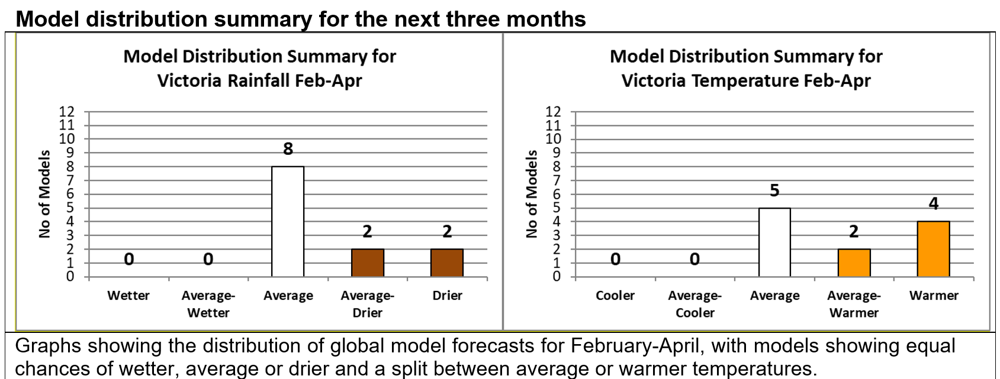 Model distribution summary for the next three months
Model Distribution Summary for
Victoria Rainfall Feb-Apr
No of Models
12
11
10
9
8
7
6
5
4
3
2
1
0
0
0
8
2
2
Wetter
Average-
Wetter
Average
Average-
Drier
Drier
Model Distribution Summary for
Victoria Temperature Feb-Apr
No of Models
12
11
10
9
8
7
6
5
4
3
2
1
0
0
0
5
2
4
Cooler
Average-
Cooler
Average
Average-
Warmer
Warmer
Graphs showing the distribution of global model forecasts for February-April, with models showing equal
chances of wetter, average or drier and a split between average or warmer temperatures.